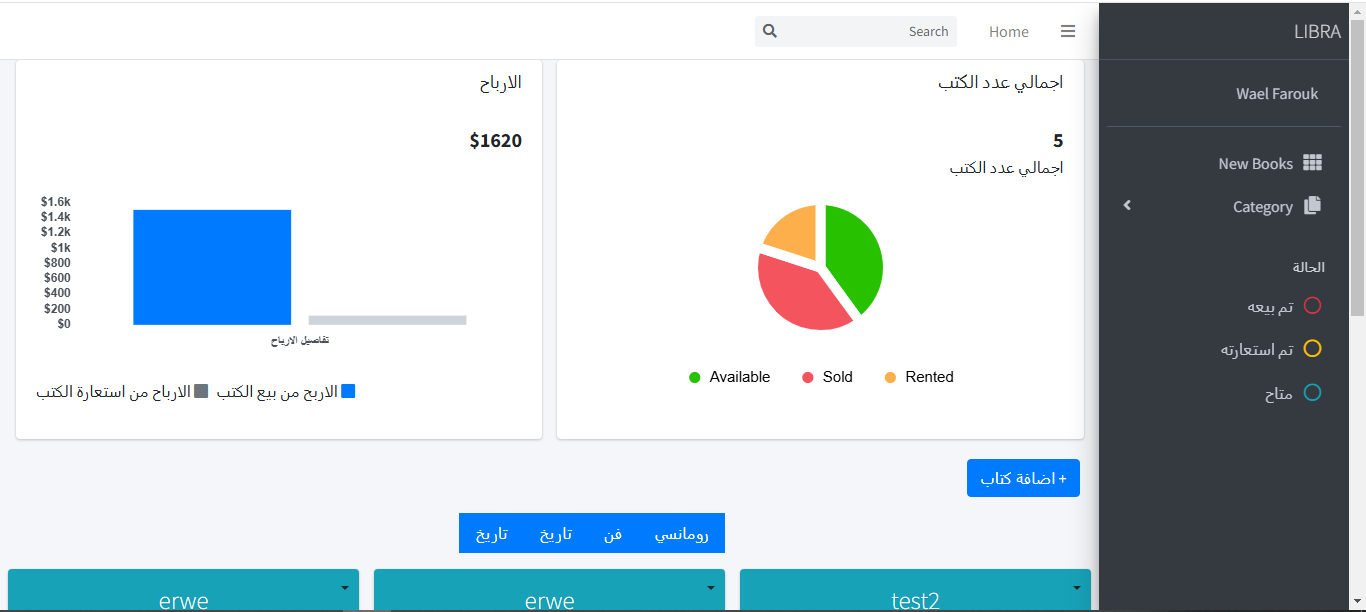 LIBRA
Home
Search
Wael Farouk
New Books
Category
الحالة
تم بيعه
تم استعارته
متاح
اجمالي عدد الكتب
5
اجمالي عدد الكتب
Available
Sold
Rented
الارباح
$1620
$1.6k
$1.4k
$1.2k
$1k
$800
$600
$400
$200
$0
تفاصيل الارباح
الاربح من بيع الكتب
الارباح من استعارة الكتب
+ اضافة كتاب
رومانسي
فن
تاريخ
تاريخ
test2
erwe
erwe